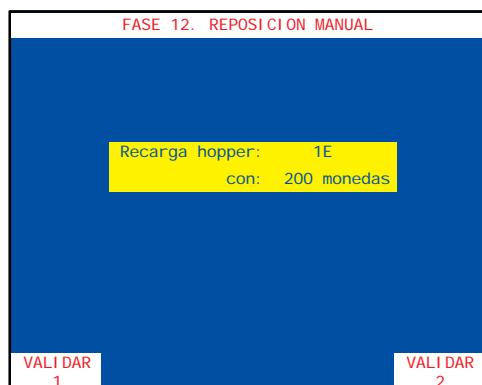 FASE 12. REPOSICION MANUAL
Recarga hopper: 1E
con: 200 monedas
VALIDAR VALIDAR
1 2